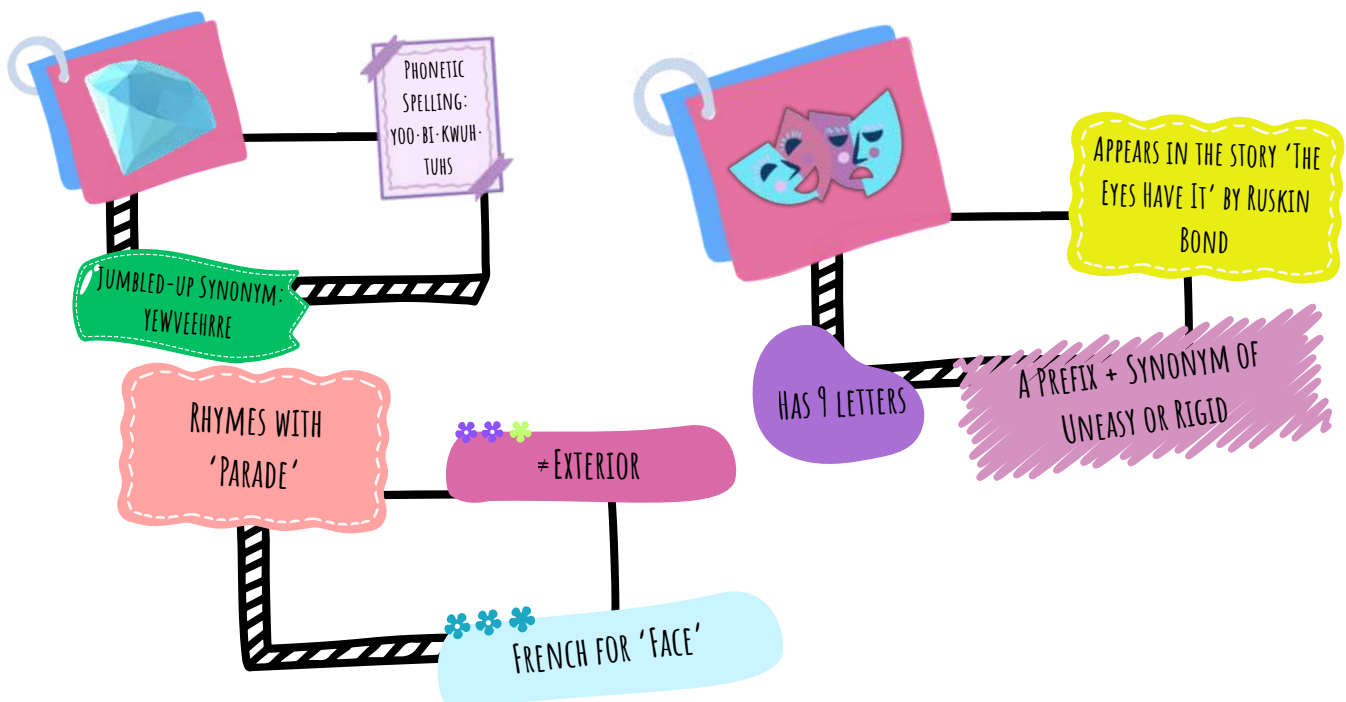 PHONETIC
SPELLING:
YOO·BI·KWUH·
TUHS
JUMBLED-UP SYNONYM:
YEWVEEHRRE
APPEARS IN THE STORY ‘THE
EYES HAVE IT’ BY RUSKIN
BOND
HAS 9 LETTERS
A PREFIX + SYNONYM OF
UNEASY OR RIGID
RHYMES WITH
‘PARADE’
≠EXTERIOR
FRENCH FOR ‘FACE’